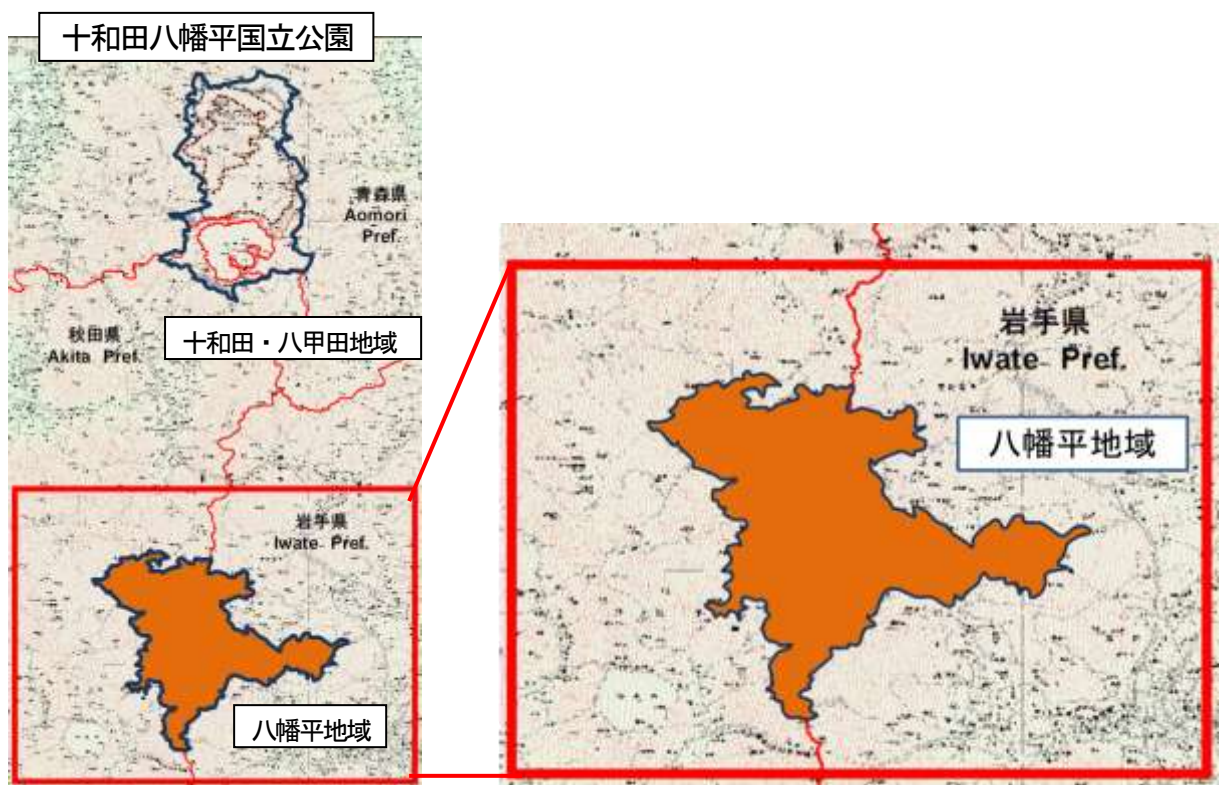 十和田八幡平国立公園
青森県
Aomori
Pref.
秋田県
Akita Pref.
十和田・八甲田地域
岩手県
Iwate Pref.
八幡平地域
岩手県
Iwate Pref.
八幡平地域